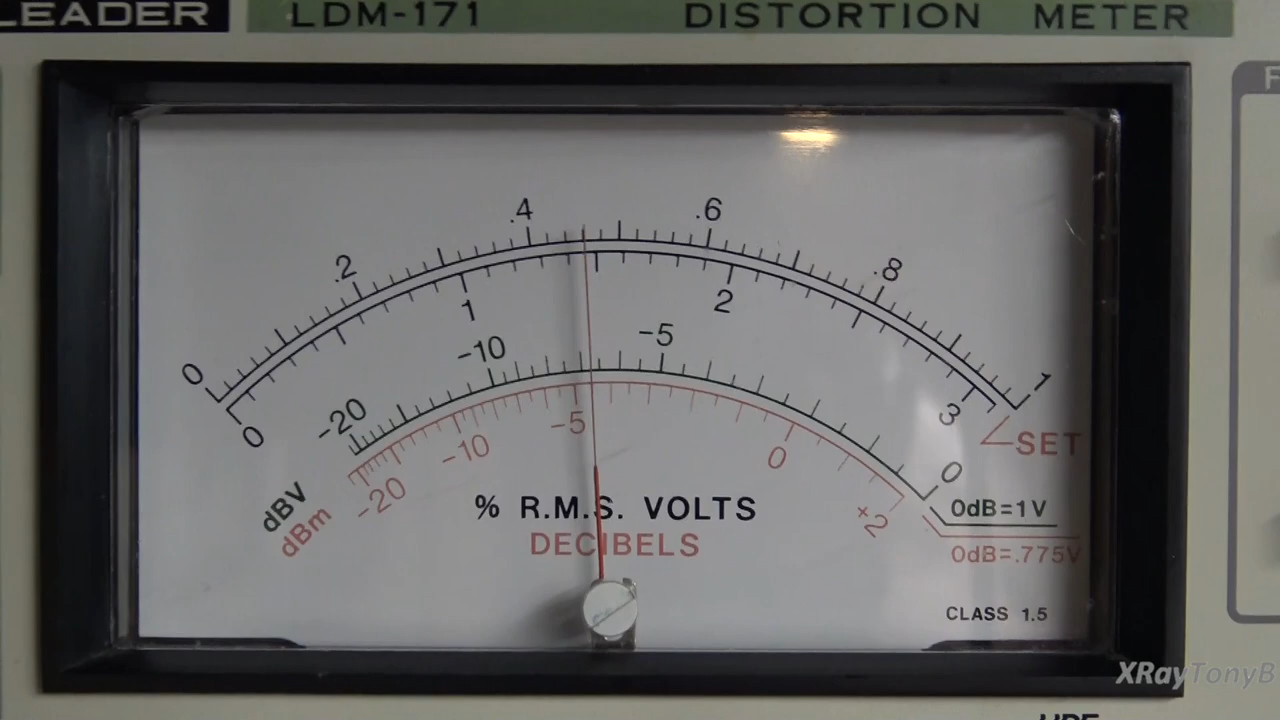 LEADER LDM-171 DISTORTION METER
F
0 .2 .4 .6 .8 1
0 1 2 3
SET
-20 -10 -5 0
dBV
-20 -10 -5 0 +2
dBm
% R.M.S. VOLTS
DECIBELS
0dB=1V
0dB=.775V
CLASS 1.5
XRayTonyB